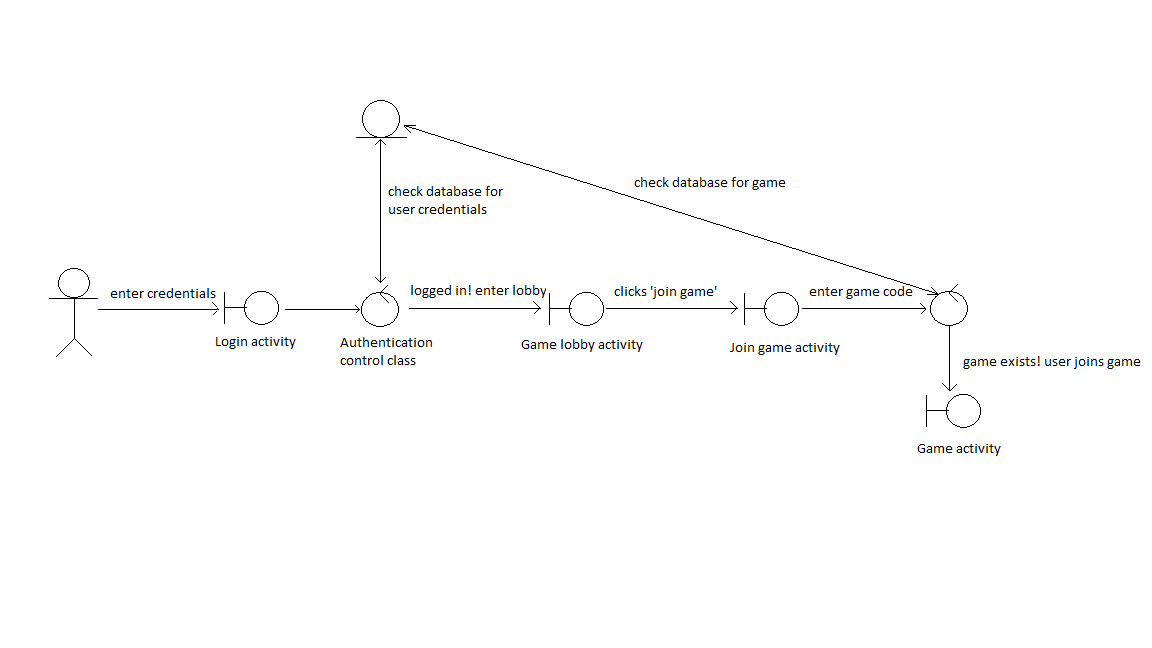 check database for game
check database for
user credentials
enter credentials
logged in! enter lobby
clicks 'join game'
enter game code
Login activity
Authentication
control class
Game lobby activity
Join game activity
game exists! user joins game
Game activity